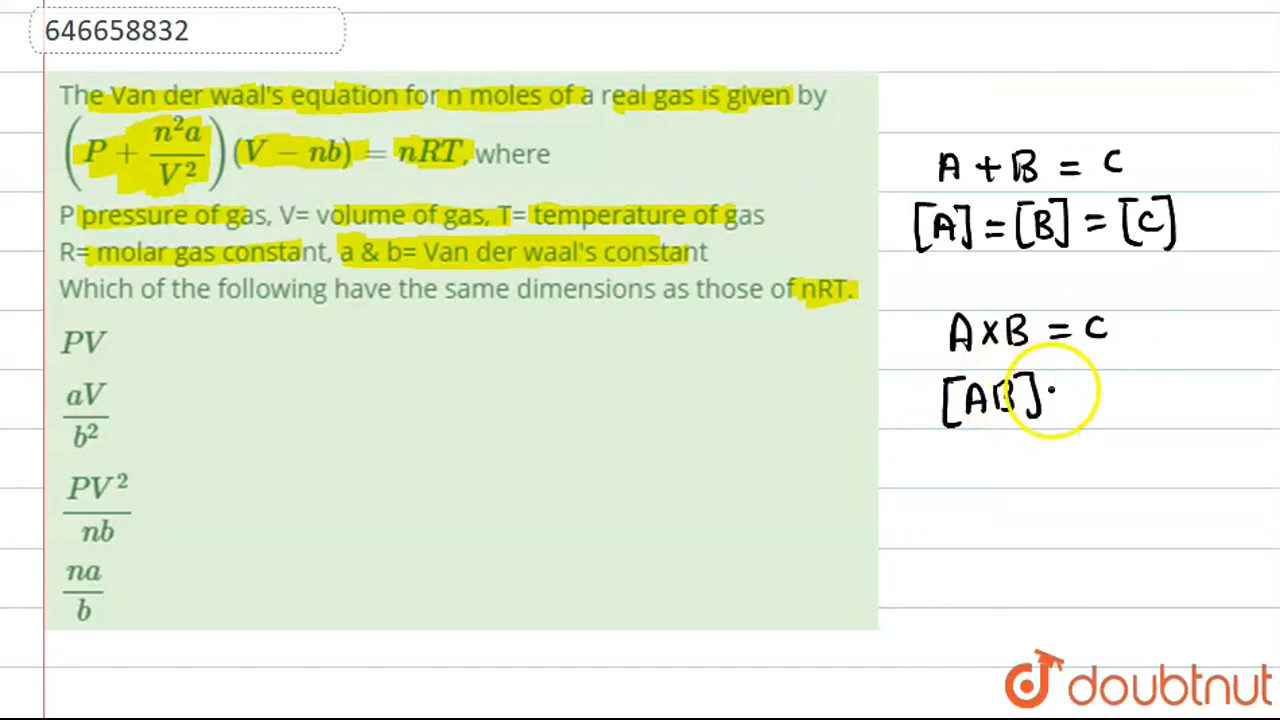 646658832
The Van der waal's equation for n moles of a real gas is given by
(P + n²a/V²)(V − nb) = nRT, where
P pressure of gas, V= volume of gas, T= temperature of gas
R= molar gas constant, a & b= Van der waal's constant
Which of the following have the same dimensions as those of nRT.
PV
aV/b²
PV²/nb
na/b
A + B = C
[A] = [B] = [C]
A × B = C
[AB]
doubtnut